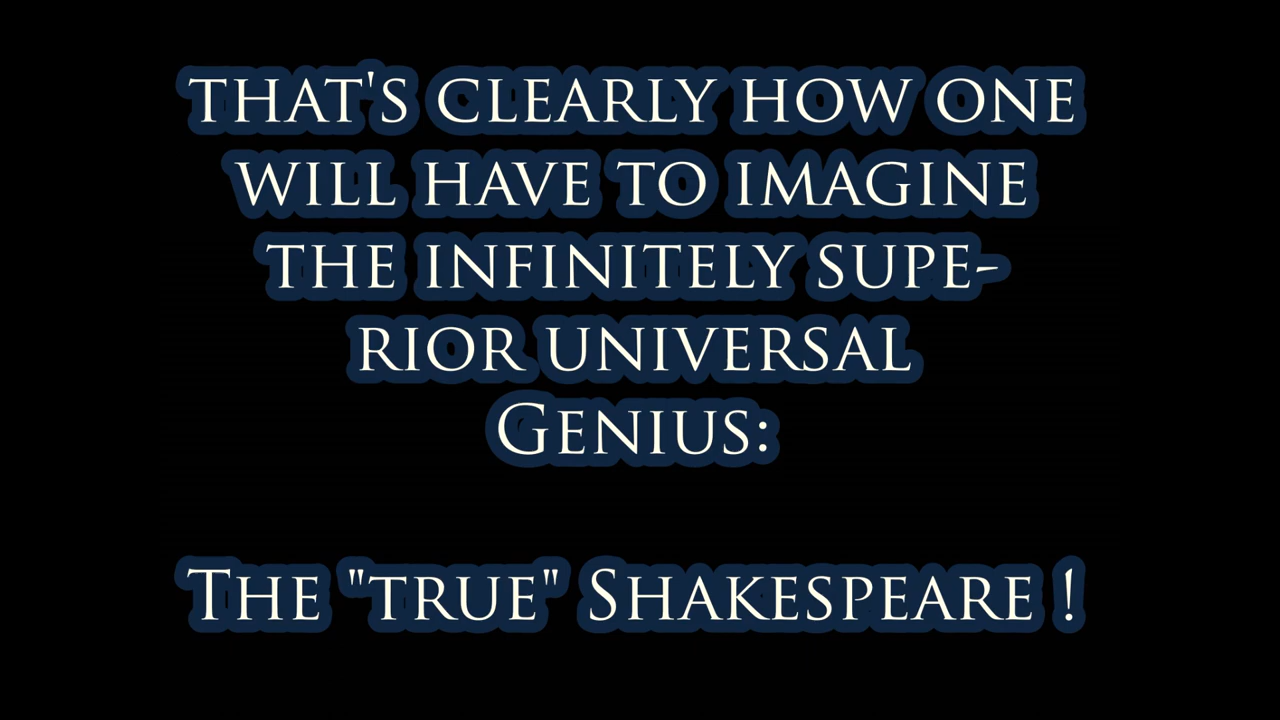 THAT'S CLEARLY HOW ONE
WILL HAVE TO IMAGINE
THE INFINITELY SUPE-
RIOR UNIVERSAL
GENIUS:
THE "TRUE" SHAKESPEARE !